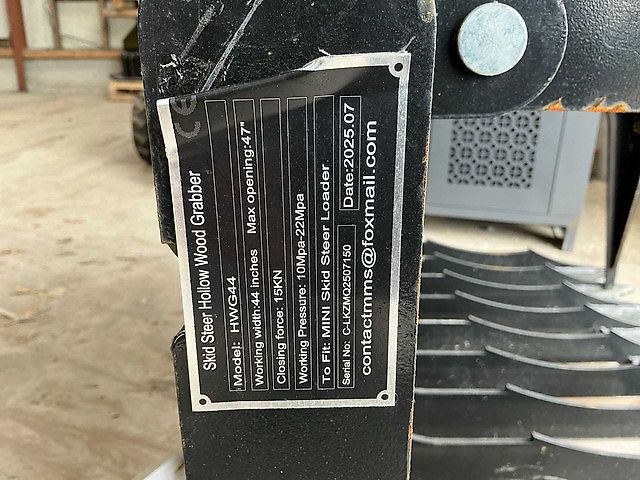 CE
Skid Steer Hollow Wood Grabber
Model: HWG44
Working width:44 inches Max opening:47"
Closing force: 15KN
Working Pressure: 10Mpa-22Mpa
To Fit: MINI Skid Steer Loader
Serial No: C-LKZMQ2507150 Date:2025.07
contactmms@foxmail.com